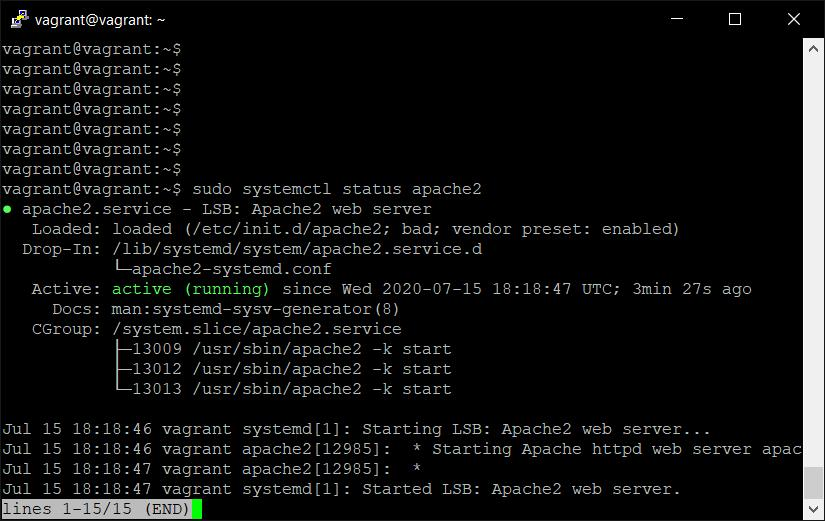 vagrant@vagrant: ~
vagrant@vagrant:~$
vagrant@vagrant:~$
vagrant@vagrant:~$
vagrant@vagrant:~$
vagrant@vagrant:~$
vagrant@vagrant:~$
vagrant@vagrant:~$
vagrant@vagrant:~$ sudo systemctl status apache2
● apache2.service - LSB: Apache2 web server
   Loaded: loaded (/etc/init.d/apache2; bad; vendor preset: enabled)
  Drop-In: /lib/systemd/system/apache2.service.d
           └─apache2-systemd.conf
   Active: active (running) since Wed 2020-07-15 18:18:47 UTC; 3min 27s ago
     Docs: man:systemd-sysv-generator(8)
   CGroup: /system.slice/apache2.service
           ├─13009 /usr/sbin/apache2 -k start
           ├─13012 /usr/sbin/apache2 -k start
           └─13013 /usr/sbin/apache2 -k start
Jul 15 18:18:46 vagrant systemd[1]: Starting LSB: Apache2 web server...
Jul 15 18:18:46 vagrant apache2[12985]:  * Starting Apache httpd web server apac
Jul 15 18:18:47 vagrant apache2[12985]:  *
Jul 15 18:18:47 vagrant systemd[1]: Started LSB: Apache2 web server.
lines 1-15/15 (END)